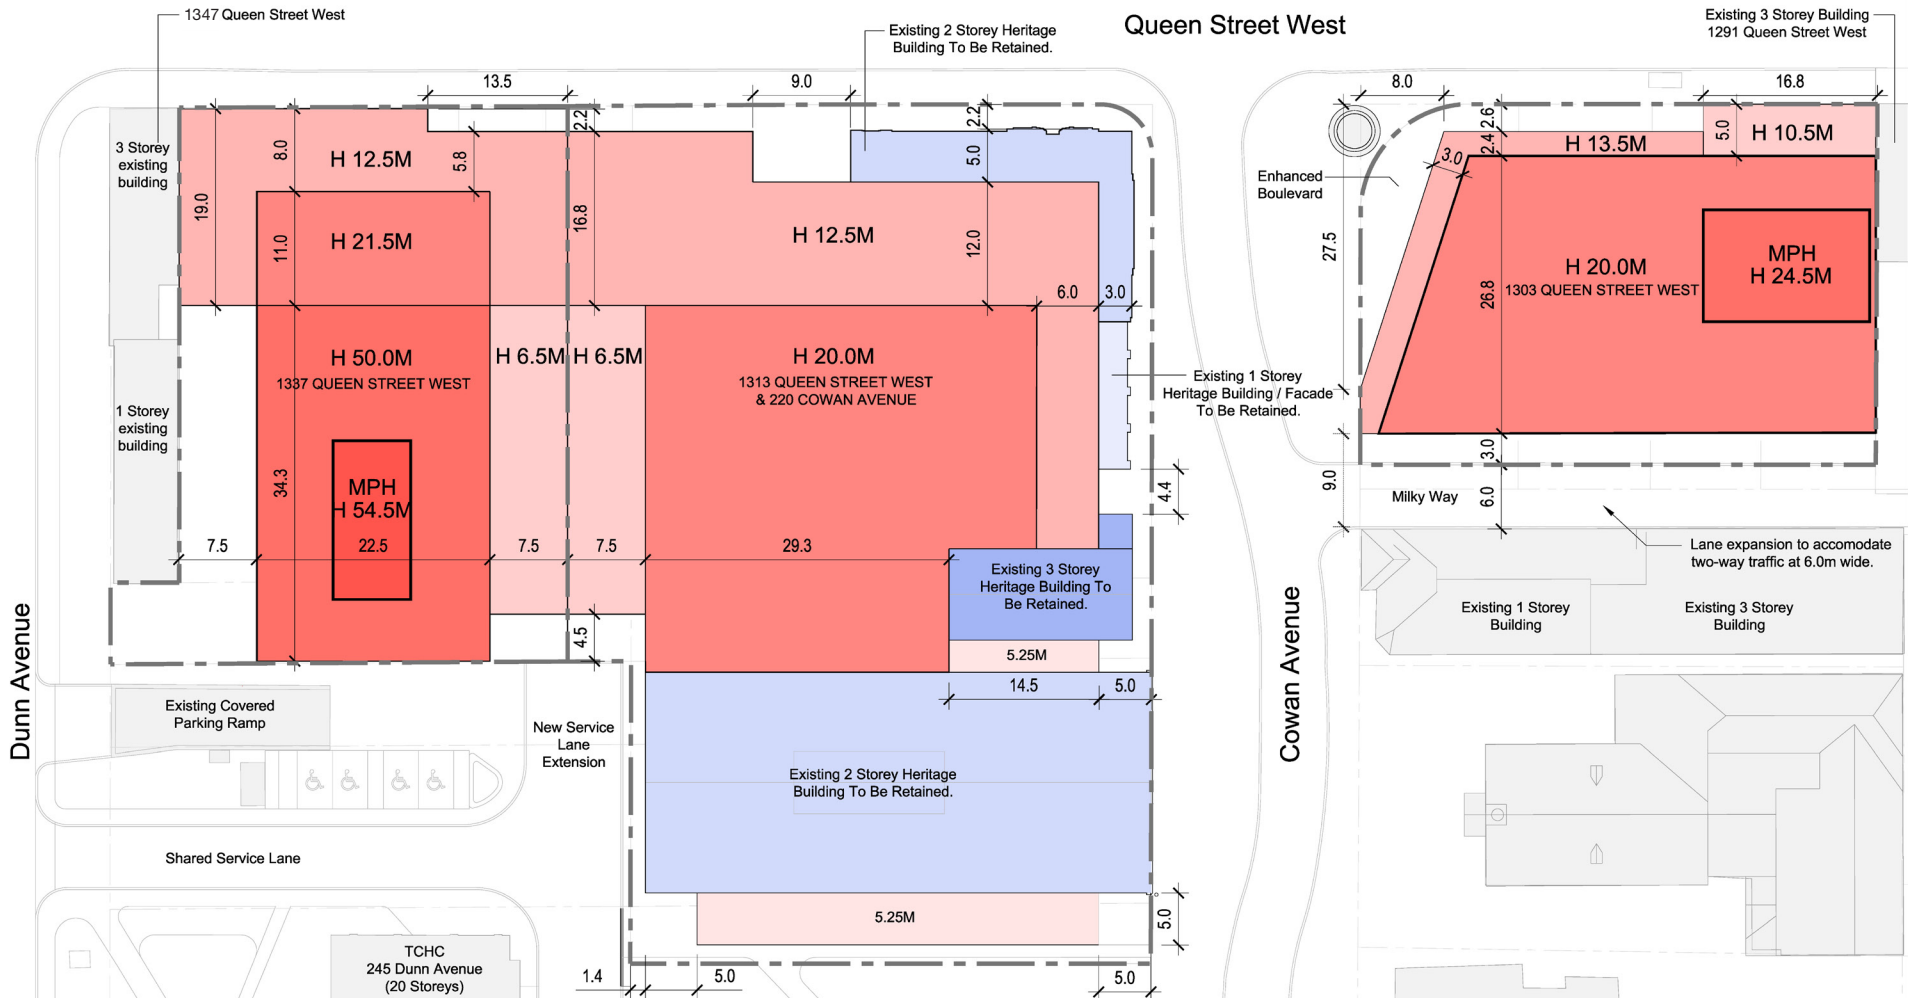 1347 Queen Street West
Existing 2 Storey Heritage
Building To Be Retained.
Queen Street West
Existing 3 Storey Building
1291 Queen Street West
13.5
9.0
8.0
16.8
3 Storey
existing
building
8.0
H 12.5M
5.8
2.2
2.2
5.0
19.0
16.8
11.0
H 21.5M
H 12.5M
12.0
6.0
3.0
2.6
2.4
H 13.5M
5.0
H 10.5M
3.0
Enhanced
Boulevard
27.5
26.8
H 20.0M
1303 QUEEN STREET WEST
MPH
H 24.5M
H 50.0M
1337 QUEEN STREET WEST
H 6.5M
H 6.5M
H 20.0M
1313 QUEEN STREET WEST
& 220 COWAN AVENUE
Existing 1 Storey
Heritage Building / Facade
To Be Retained.
1 Storey
existing
building
34.3
MPH
H 54.5M
7.5
22.5
7.5
7.5
29.3
4.4
9.0
3.0
6.0
Milky Way
Lane expansion to accomodate
two-way traffic at 6.0m wide.
Existing 3 Storey
Heritage Building To
Be Retained.
4.5
5.25M
Existing 1 Storey
Building
Existing 3 Storey
Building
Dunn Avenue
Cowan Avenue
14.5
5.0
Existing Covered
Parking Ramp
New Service
Lane
Extension
Existing 2 Storey Heritage
Building To Be Retained.
Shared Service Lane
5.25M
5.0
TCHC
245 Dunn Avenue
(20 Storeys)
1.4
5.0
5.0